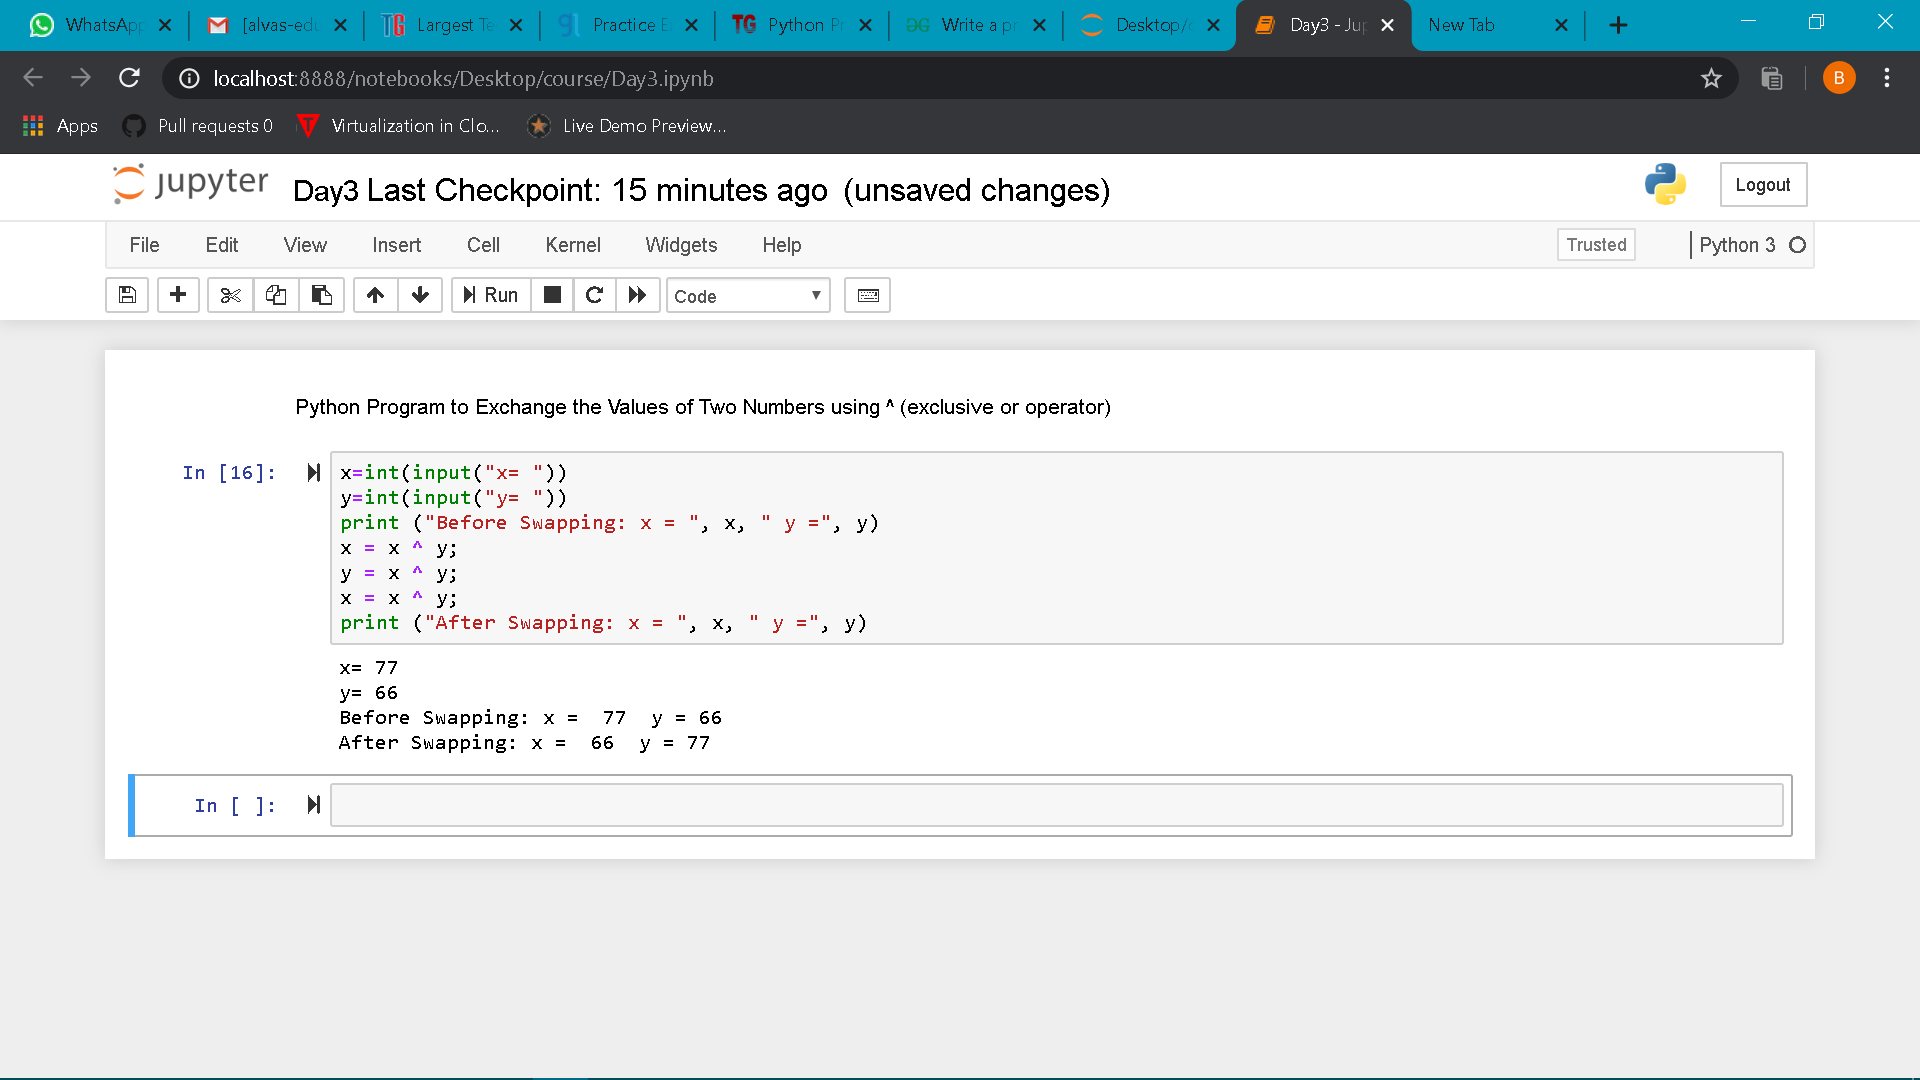 WhatsApp
[alvas-edu
TG Largest Te
gl Practice E
TG Python Pr
GG Write a pr
Desktop/c
Day3 - Jup
New Tab
localhost:8888/notebooks/Desktop/course/Day3.ipynb
B
Apps
Pull requests 0
Virtualization in Clo...
Live Demo Preview...
jupyter Day3 Last Checkpoint: 15 minutes ago (unsaved changes)
Logout
File Edit View Insert Cell Kernel Widgets Help
Trusted
Python 3
Run
Code
Python Program to Exchange the Values of Two Numbers using ^ (exclusive or operator)
In [16]:
x=int(input("x= "))
y=int(input("y= "))
print ("Before Swapping: x = ", x, " y =", y)
x = x ^ y;
y = x ^ y;
x = x ^ y;
print ("After Swapping: x = ", x, " y =", y)
x= 77
y= 66
Before Swapping: x =  77  y = 66
After Swapping: x =  66  y = 77
In [ ]: